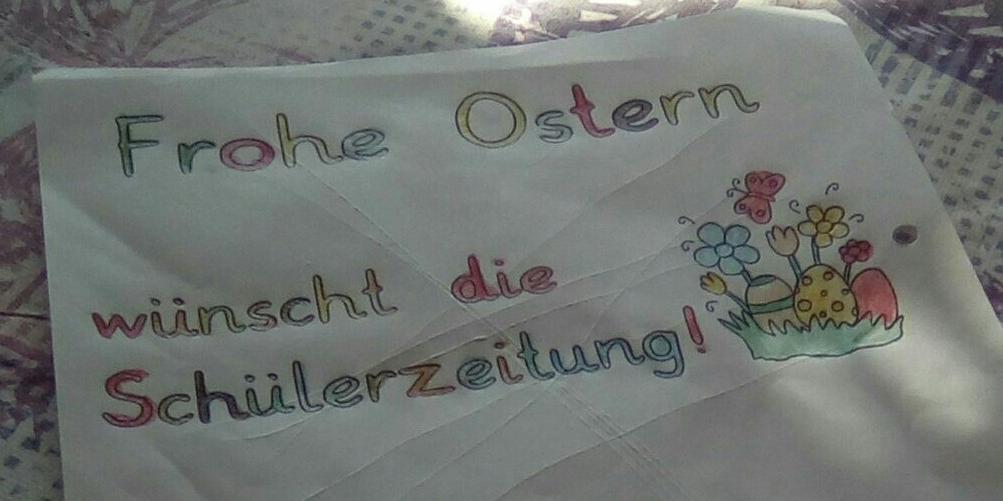 Frohe Ostern
wünscht die
Schülerzeitung!